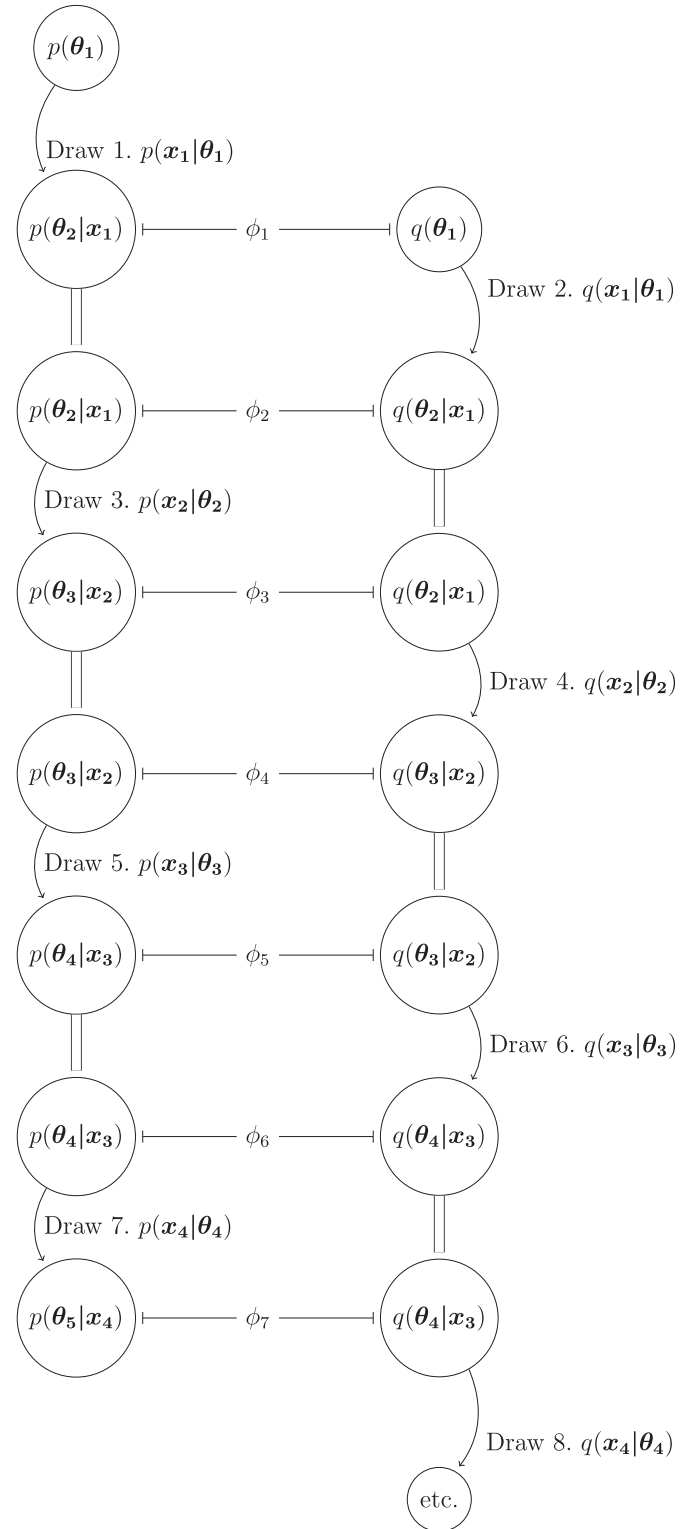 p(θ₁)
Draw 1. p(x₁|θ₁)
p(θ₂|x₁) ϕ₁ q(θ₁)
Draw 2. q(x₁|θ₁)
p(θ₂|x₁) ϕ₂ q(θ₂|x₁)
Draw 3. p(x₂|θ₂)
p(θ₃|x₂) ϕ₃ q(θ₂|x₁)
Draw 4. q(x₂|θ₂)
p(θ₃|x₂) ϕ₄ q(θ₃|x₂)
Draw 5. p(x₃|θ₃)
p(θ₄|x₃) ϕ₅ q(θ₃|x₂)
Draw 6. q(x₃|θ₃)
p(θ₄|x₃) ϕ₆ q(θ₄|x₃)
Draw 7. p(x₄|θ₄)
p(θ₅|x₄) ϕ₇ q(θ₄|x₃)
Draw 8. q(x₄|θ₄)
etc.